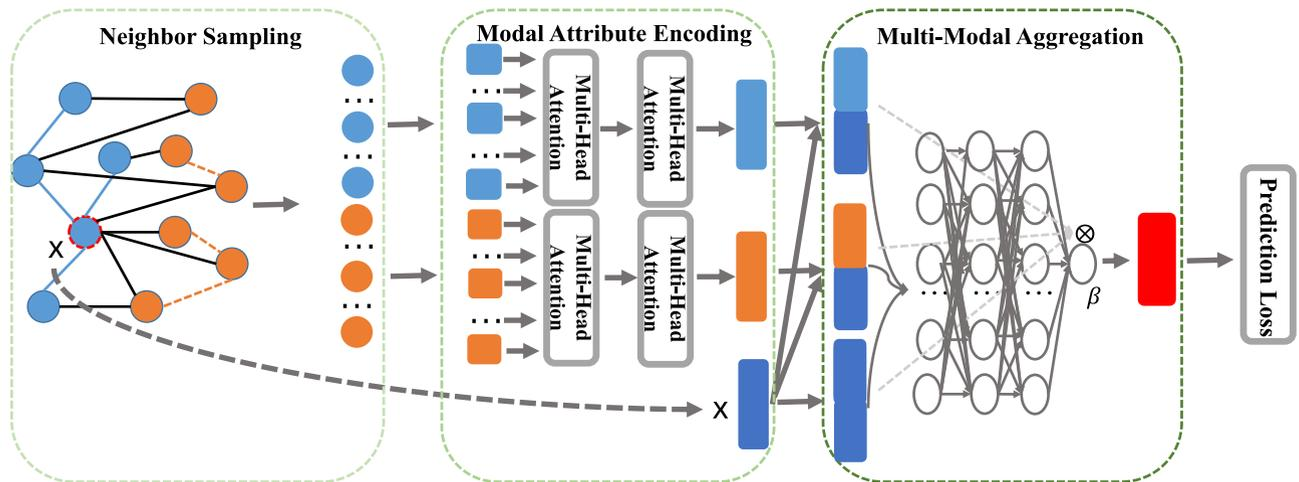 Neighbor Sampling
Modal Attribute Encoding
Multi-Modal Aggregation
x
...
...
...
...
...
...
...
...
...
Multi-Head
Attention
Multi-Head
Attention
Multi-Head
Attention
Multi-Head
Attention
x
... ... ...
⊗
β
Prediction Loss